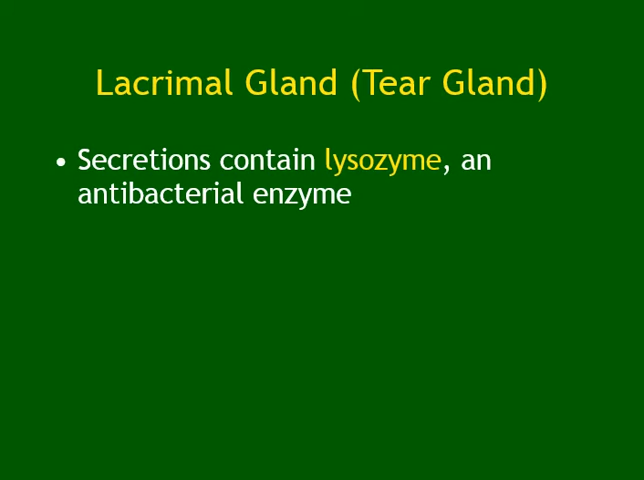 Lacrimal Gland (Tear Gland)
• Secretions contain lysozyme, an
antibacterial enzyme